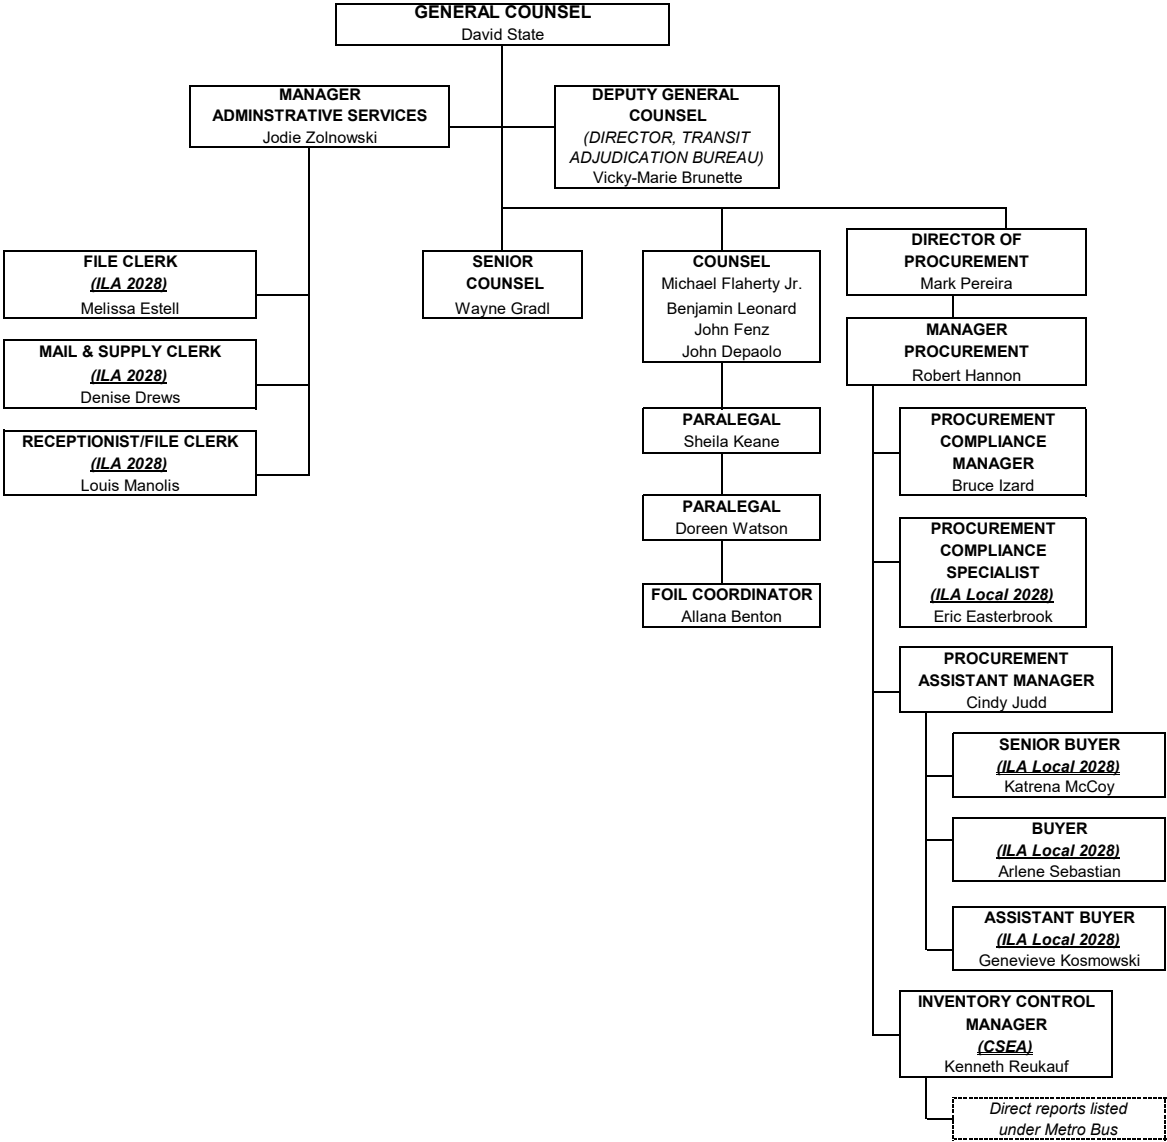 GENERAL COUNSEL
David State
MANAGER
ADMINSTRATIVE SERVICES
Jodie Zolnowski
DEPUTY GENERAL
COUNSEL
(DIRECTOR, TRANSIT
ADJUDICATION BUREAU)
Vicky-Marie Brunette
FILE CLERK
(ILA 2028)
Melissa Estell
MAIL & SUPPLY CLERK
(ILA 2028)
Denise Drews
RECEPTIONIST/FILE CLERK
(ILA 2028)
Louis Manolis
SENIOR
COUNSEL
Wayne Gradl
COUNSEL
Michael Flaherty Jr.
Benjamin Leonard
John Fenz
John Depaolo
PARALEGAL
Sheila Keane
PARALEGAL
Doreen Watson
FOIL COORDINATOR
Allana Benton
DIRECTOR OF
PROCUREMENT
Mark Pereira
MANAGER
PROCUREMENT
Robert Hannon
PROCUREMENT
COMPLIANCE
MANAGER
Bruce Izard
PROCUREMENT
COMPLIANCE
SPECIALIST
(ILA Local 2028)
Eric Easterbrook
PROCUREMENT
ASSISTANT MANAGER
Cindy Judd
SENIOR BUYER
(ILA Local 2028)
Katrena McCoy
BUYER
(ILA Local 2028)
Arlene Sebastian
ASSISTANT BUYER
(ILA Local 2028)
Genevieve Kosmowski
INVENTORY CONTROL
MANAGER
(CSEA)
Kenneth Reukauf
Direct reports listed
under Metro Bus